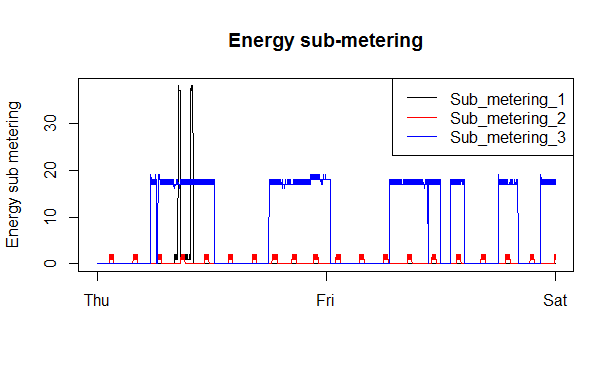 Energy sub-metering
Energy sub metering
30
20
10
0
Sub_metering_1
Sub_metering_2
Sub_metering_3
Thu
Fri
Sat